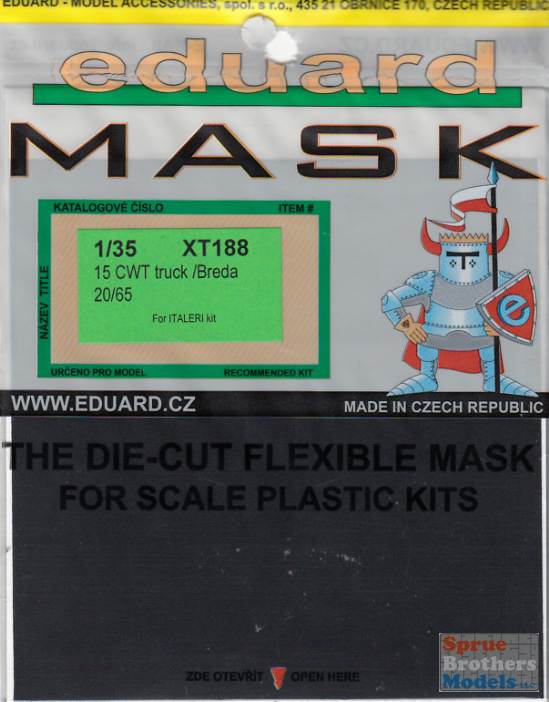 EDUARD - MODEL ACCESSORIES, spol. s r.o., 435 21 OBRNICE 170, CZECH REPUBLIC
eduard
MASK
KATALOGOVÉ ČÍSLO ITEM #
NÁZEV TITLE
1/35 XT188
15 CWT truck /Breda
20/65
For ITALERI kit
URČENO PRO MODEL RECOMMENDED KIT
e
WWW.EDUARD.CZ MADE IN CZECH REPUBLIC
THE DIE-CUT FLEXIBLE MASK
FOR SCALE PLASTIC KITS
ZDE OTEVŘÍT OPEN HERE
Sprue
Brothers
Models LLC